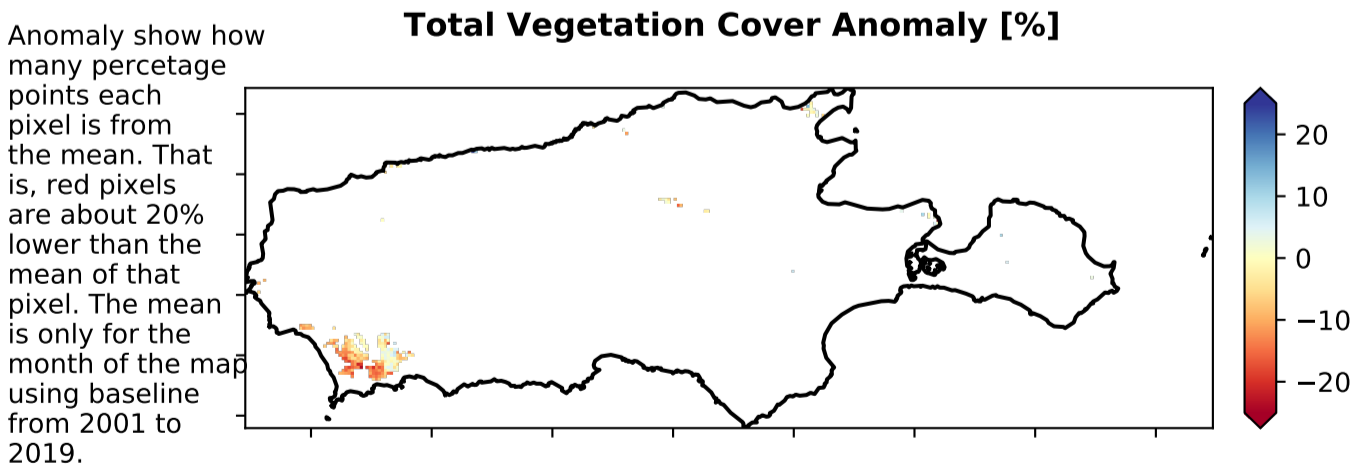 Total Vegetation Cover Anomaly [%]
Anomaly show how
many percetage
points each
pixel is from
the mean. That
is, red pixels
are about 20%
lower than the
mean of that
pixel. The mean
is only for the
month of the map
using baseline
from 2001 to
2019.
20
10
0
−10
−20